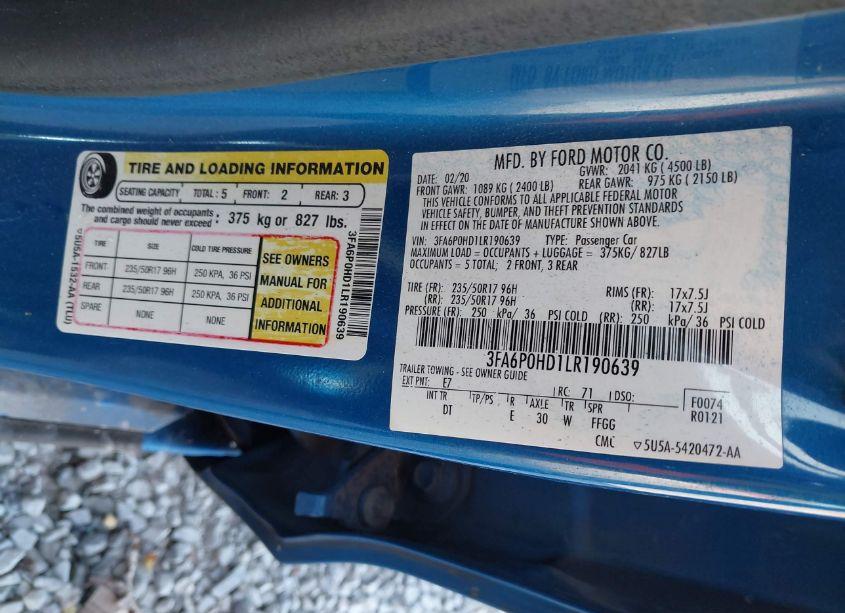 TIRE AND LOADING INFORMATION
SEATING CAPACITY TOTAL : 5 FRONT: 2 REAR: 3
The combined weight of occupants
and cargo should never exceed : 375 kg or 827 lbs.
TIRE SIZE COLD TIRE PRESSURE
FRONT 235/50R17 96H 250 KPA, 36 PSI
REAR 235/50R17 96H 250 KPA, 36 PSI
SPARE NONE NONE
SEE OWNERS
MANUAL FOR
ADDITIONAL
INFORMATION
5U5A-1532-AA (TLU)
3FA6P0HD1LR190639
MFD. BY FORD MOTOR CO.
DATE: 02/20 GVWR: 2041 KG ( 4500 LB)
FRONT GAWR: 1089 KG ( 2400 LB) REAR GAWR: 975 KG ( 2150 LB)
THIS VEHICLE CONFORMS TO ALL APPLICABLE FEDERAL MOTOR
VEHICLE SAFETY, BUMPER, AND THEFT PREVENTION STANDARDS
IN EFFECT ON THE DATE OF MANUFACTURE SHOWN ABOVE.
VIN: 3FA6P0HD1LR190639 TYPE: Passenger Car
MAXIMUM LOAD = OCCUPANTS + LUGGAGE = 375KG/ 827LB
OCCUPANTS = 5 TOTAL; 2 FRONT, 3 REAR
TIRE (FR): 235/50R17 96H RIMS (FR): 17x7.5J
(RR): 235/50R17 96H (RR): 17x7.5J
PRESSURE (FR): 250 kPa/ 36 PSI COLD (RR): 250 kPa/ 36 PSI COLD
3FA6P0HD1LR190639
TRAILER TOWING - SEE OWNER GUIDE
EXT PNT: E7 RC: 71 DSO:
INT TR TP/PS R AXLE TR SPR
DT E 30 W FFGG
F0074
R0121
CML 5U5A-5420472-AA